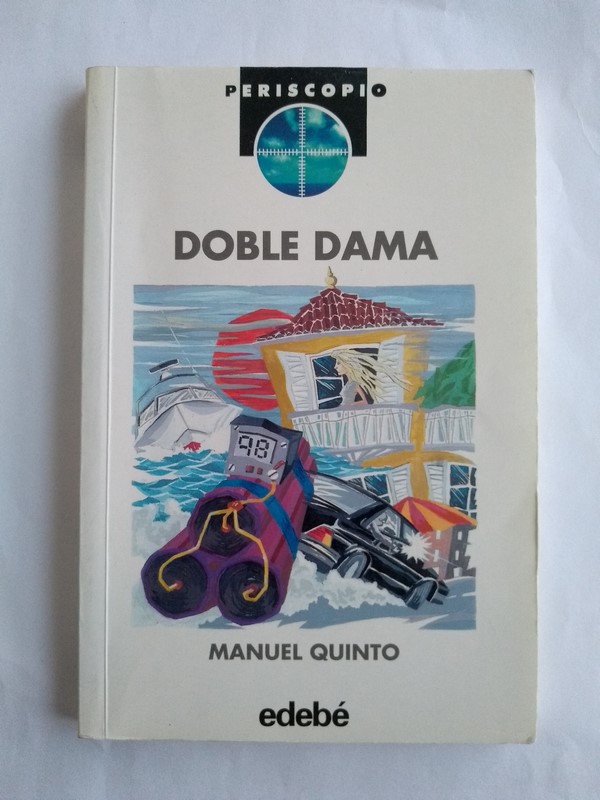 PERISCOPIO
DOBLE DAMA
98
MANUEL QUINTO
edebé